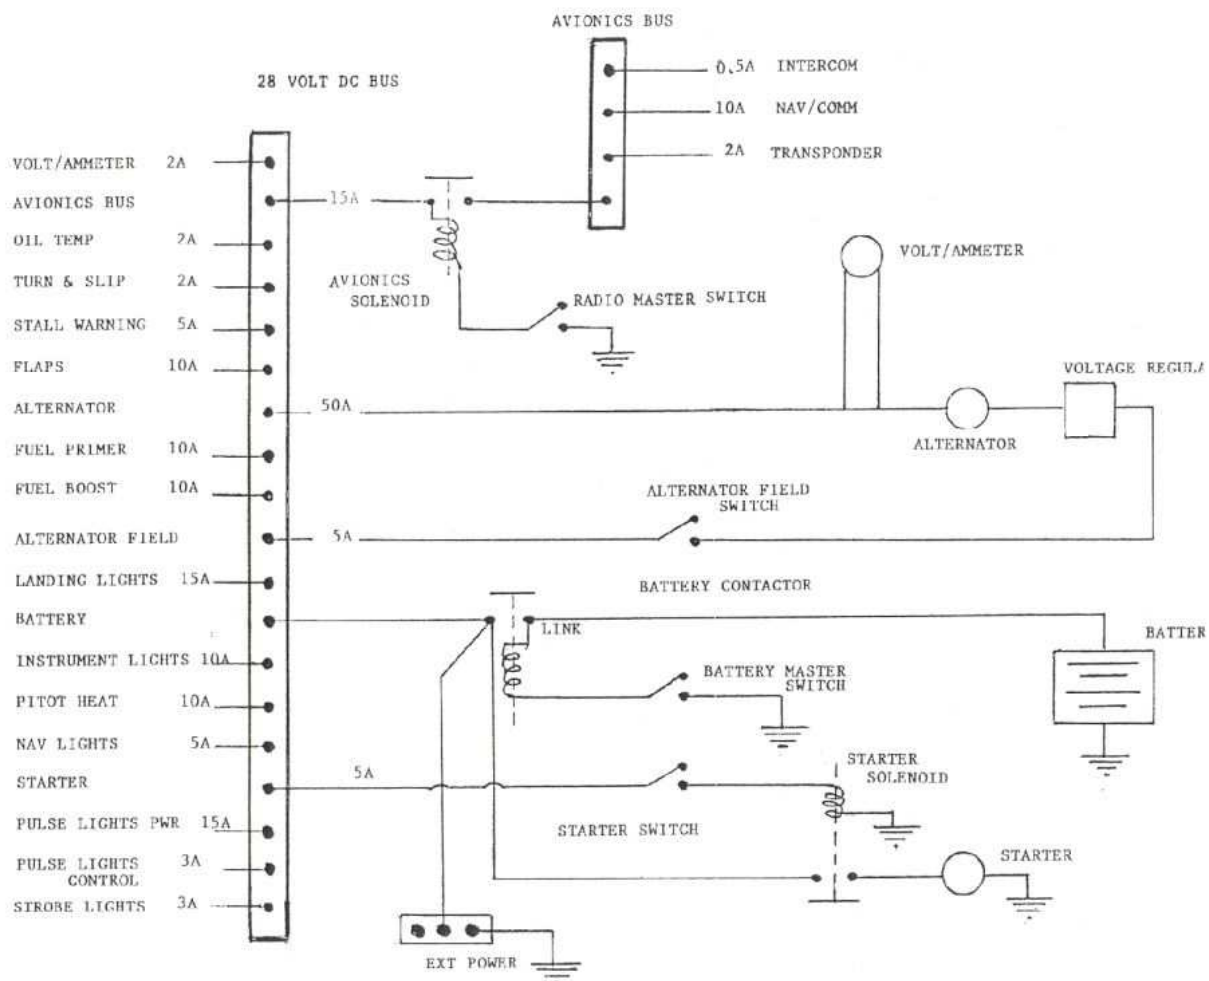 AVIONICS BUS
0.5A INTERCOM
28 VOLT DC BUS
10A NAV/COMM
2A TRANSPONDER
VOLT/AMMETER 2A
AVIONICS BUS 15A
OIL TEMP 2A
VOLT/AMMETER
TURN & SLIP 2A
AVIONICS
SOLENOID
RADIO MASTER SWITCH
STALL WARNING 5A
FLAPS 10A
VOLTAGE REGULA
ALTERNATOR 50A
ALTERNATOR
FUEL PRIMER 10A
FUEL BOOST 10A
ALTERNATOR FIELD
SWITCH
ALTERNATOR FIELD 5A
LANDING LIGHTS 15A
BATTERY CONTACTOR
BATTERY
LINK
BATTER
INSTRUMENT LIGHTS 10A
BATTERY MASTER
SWITCH
PITOT HEAT 10A
NAV LIGHTS 5A
STARTER
SOLENOID
STARTER 5A
PULSE LIGHTS PWR 15A
STARTER SWITCH
PULSE LIGHTS 3A
CONTROL
STARTER
STROBE LIGHTS 3A
EXT POWER